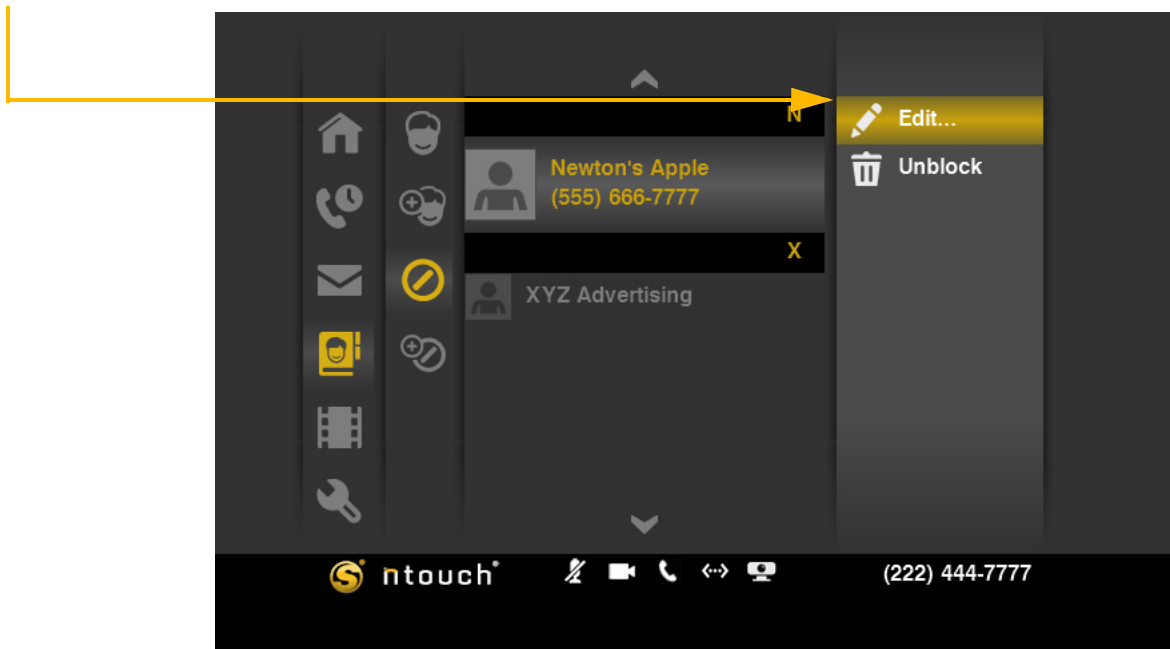 N
Edit...
Newton's Apple
(555) 666-7777
Unblock
X
XYZ Advertising
ntouch
(222) 444-7777